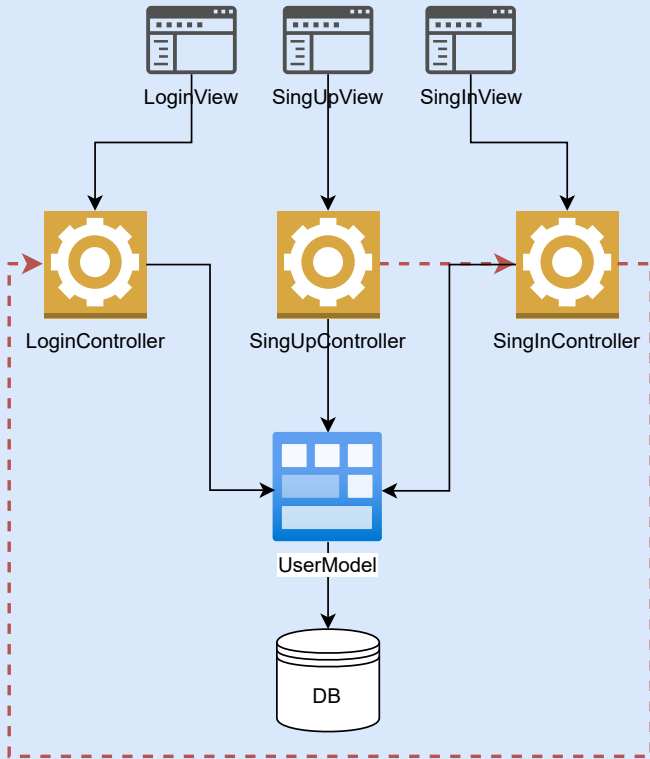 LoginView
SingUpView
SingInView
LoginController
SingUpController
SingInController
UserModel
DB